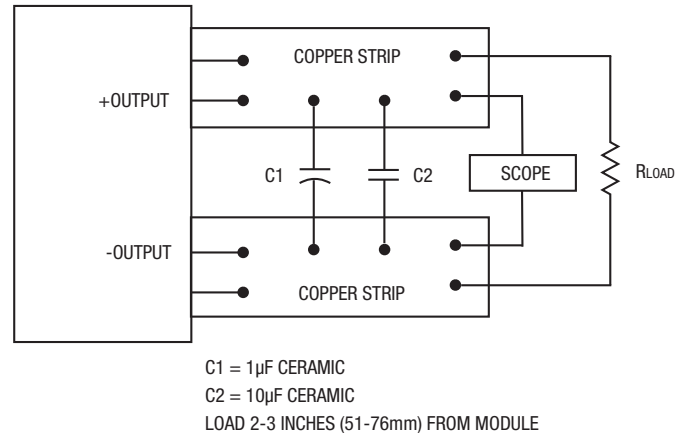 COPPER STRIP
+OUTPUT
C1
C2
SCOPE
RLOAD
-OUTPUT
COPPER STRIP
C1 = 1µF CERAMIC
C2 = 10µF CERAMIC
LOAD 2-3 INCHES (51-76mm) FROM MODULE